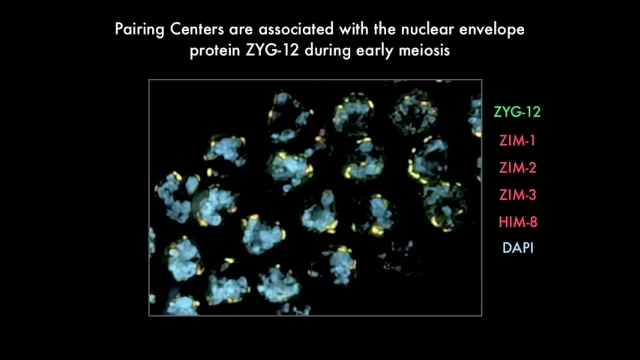 Pairing Centers are associated with the nuclear envelope
protein ZYG-12 during early meiosis
ZYG-12
ZIM-1
ZIM-2
ZIM-3
HIM-8
DAPI